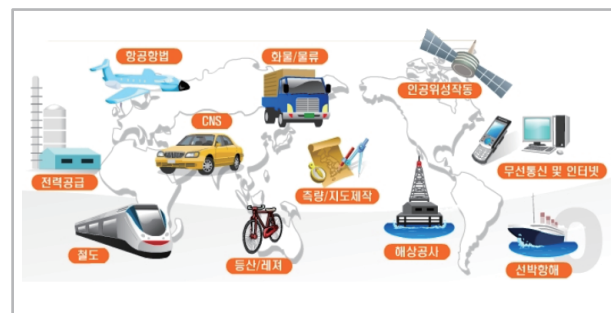 항공항법
화물/물류
인공위성작동
CNS
무선통신 및 인터넷
전력공급
측량/지도제작
철도
등산/레져
해상공사
선박항해